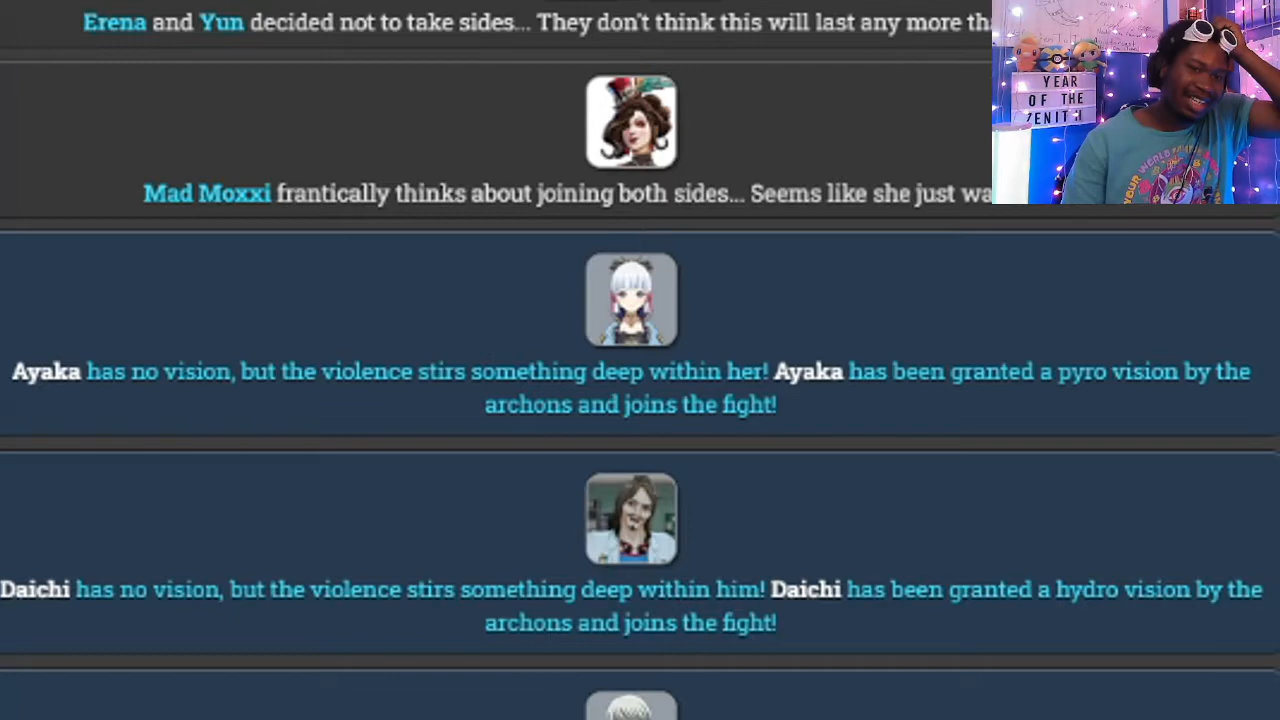 Erena and Yun decided not to take sides... They don't think this will last any more
YEAR
OF THE
ZENITH
Mad Moxxi frantically thinks about joining both sides... Seems like she just
Ayaka has no vision, but the violence stirs something deep within her! Ayaka has been granted a pyro vision by the
archons and joins the fight!
Daichi has no vision, but the violence stirs something deep within him! Daichi has been granted a hydro vision by the
archons and joins the fight!